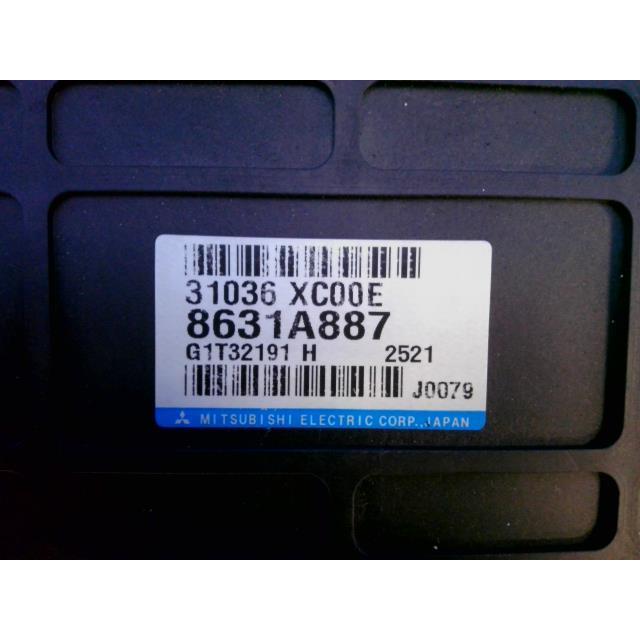 31036 XC00E
8631A887
G1T32191 H 2521
J0079
MITSUBISHI ELECTRIC CORP., JAPAN